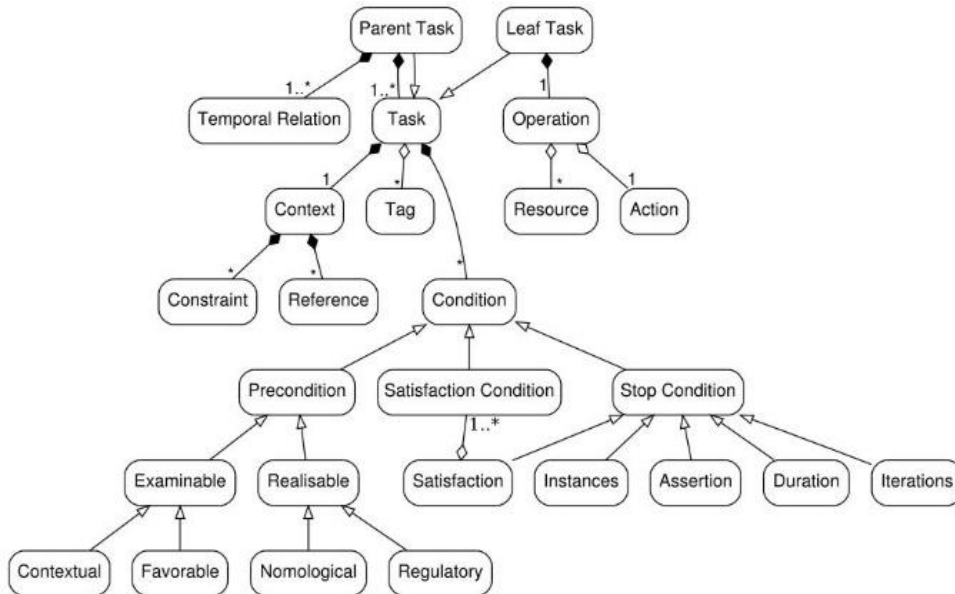 Parent Task
Leaf Task
1..*
1..*
1
Temporal Relation
Task
Operation
1
*
*
1
Context
Tag
Resource
Action
*
*
*
Constraint
Reference
Condition
Precondition
Satisfaction Condition
Stop Condition
1..*
Examinable
Realisable
Satisfaction
Instances
Assertion
Duration
Iterations
Contextual
Favorable
Nomological
Regulatory